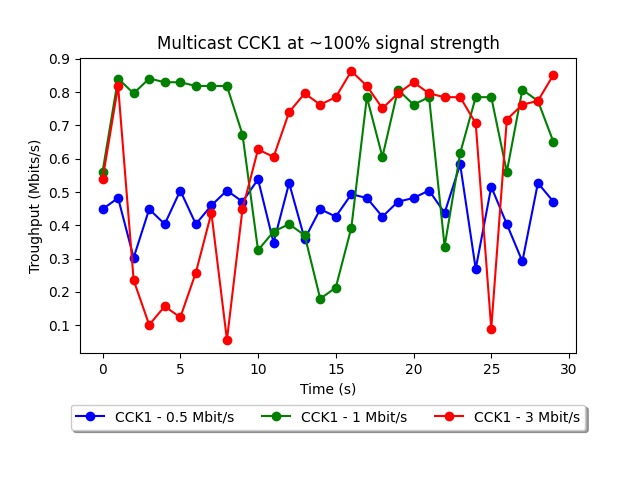 Multicast CCK1 at ~100% signal strength
0.9
0.8
0.7
0.6
0.5
0.4
0.3
0.2
0.1
Troughput (Mbits/s)
0 5 10 15 20 25 30
Time (s)
CCK1 - 0.5 Mbit/s CCK1 - 1 Mbit/s CCK1 - 3 Mbit/s